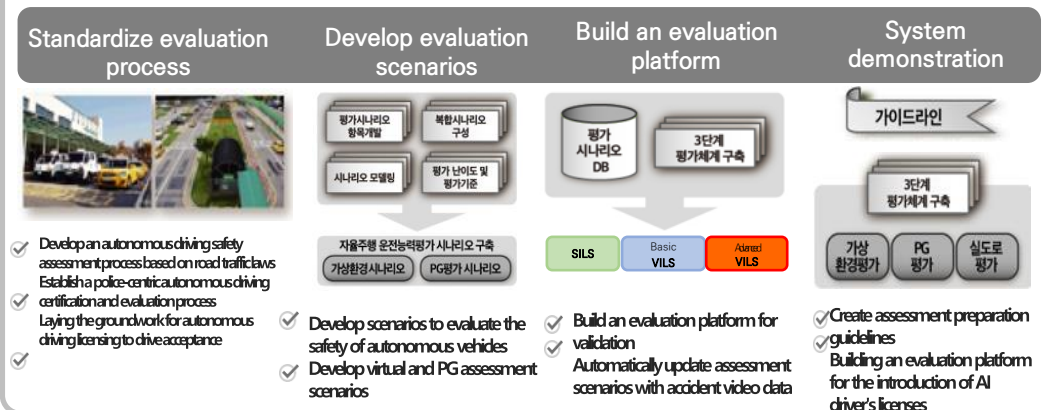 Standardize evaluation
process
Develop evaluation
scenarios
Build an evaluation
platform
System
demonstration
평가시나리오
항목개발
복합시나리오
구성
시나리오 모델링
평가 난이도 및
평가기준
자율주행 운전능력평가 시나리오 구축
가상환경시나리오
PG평가 시나리오
평가
시나리오
DB
3단계
평가체계 구축
SILS
Basic
VILS
Advanced
VILS
가이드라인
3단계
평가체계 구축
가상
환경평가
PG
평가
실도로
평가
Develop an autonomous driving safety
assessment process based on road traffic laws
Establish a police-centric autonomous driving
certification and evaluation process
Laying the groundwork for autonomous
driving licensing to drive acceptance
Develop scenarios to evaluate the
safety of autonomous vehicles
Develop virtual and PG assessment
scenarios
Build an evaluation platform for
validation
Automatically update assessment
scenarios with accident video data
Create assessment preparation
guidelines
Building an evaluation platform
for the introduction of AI
driver's licenses